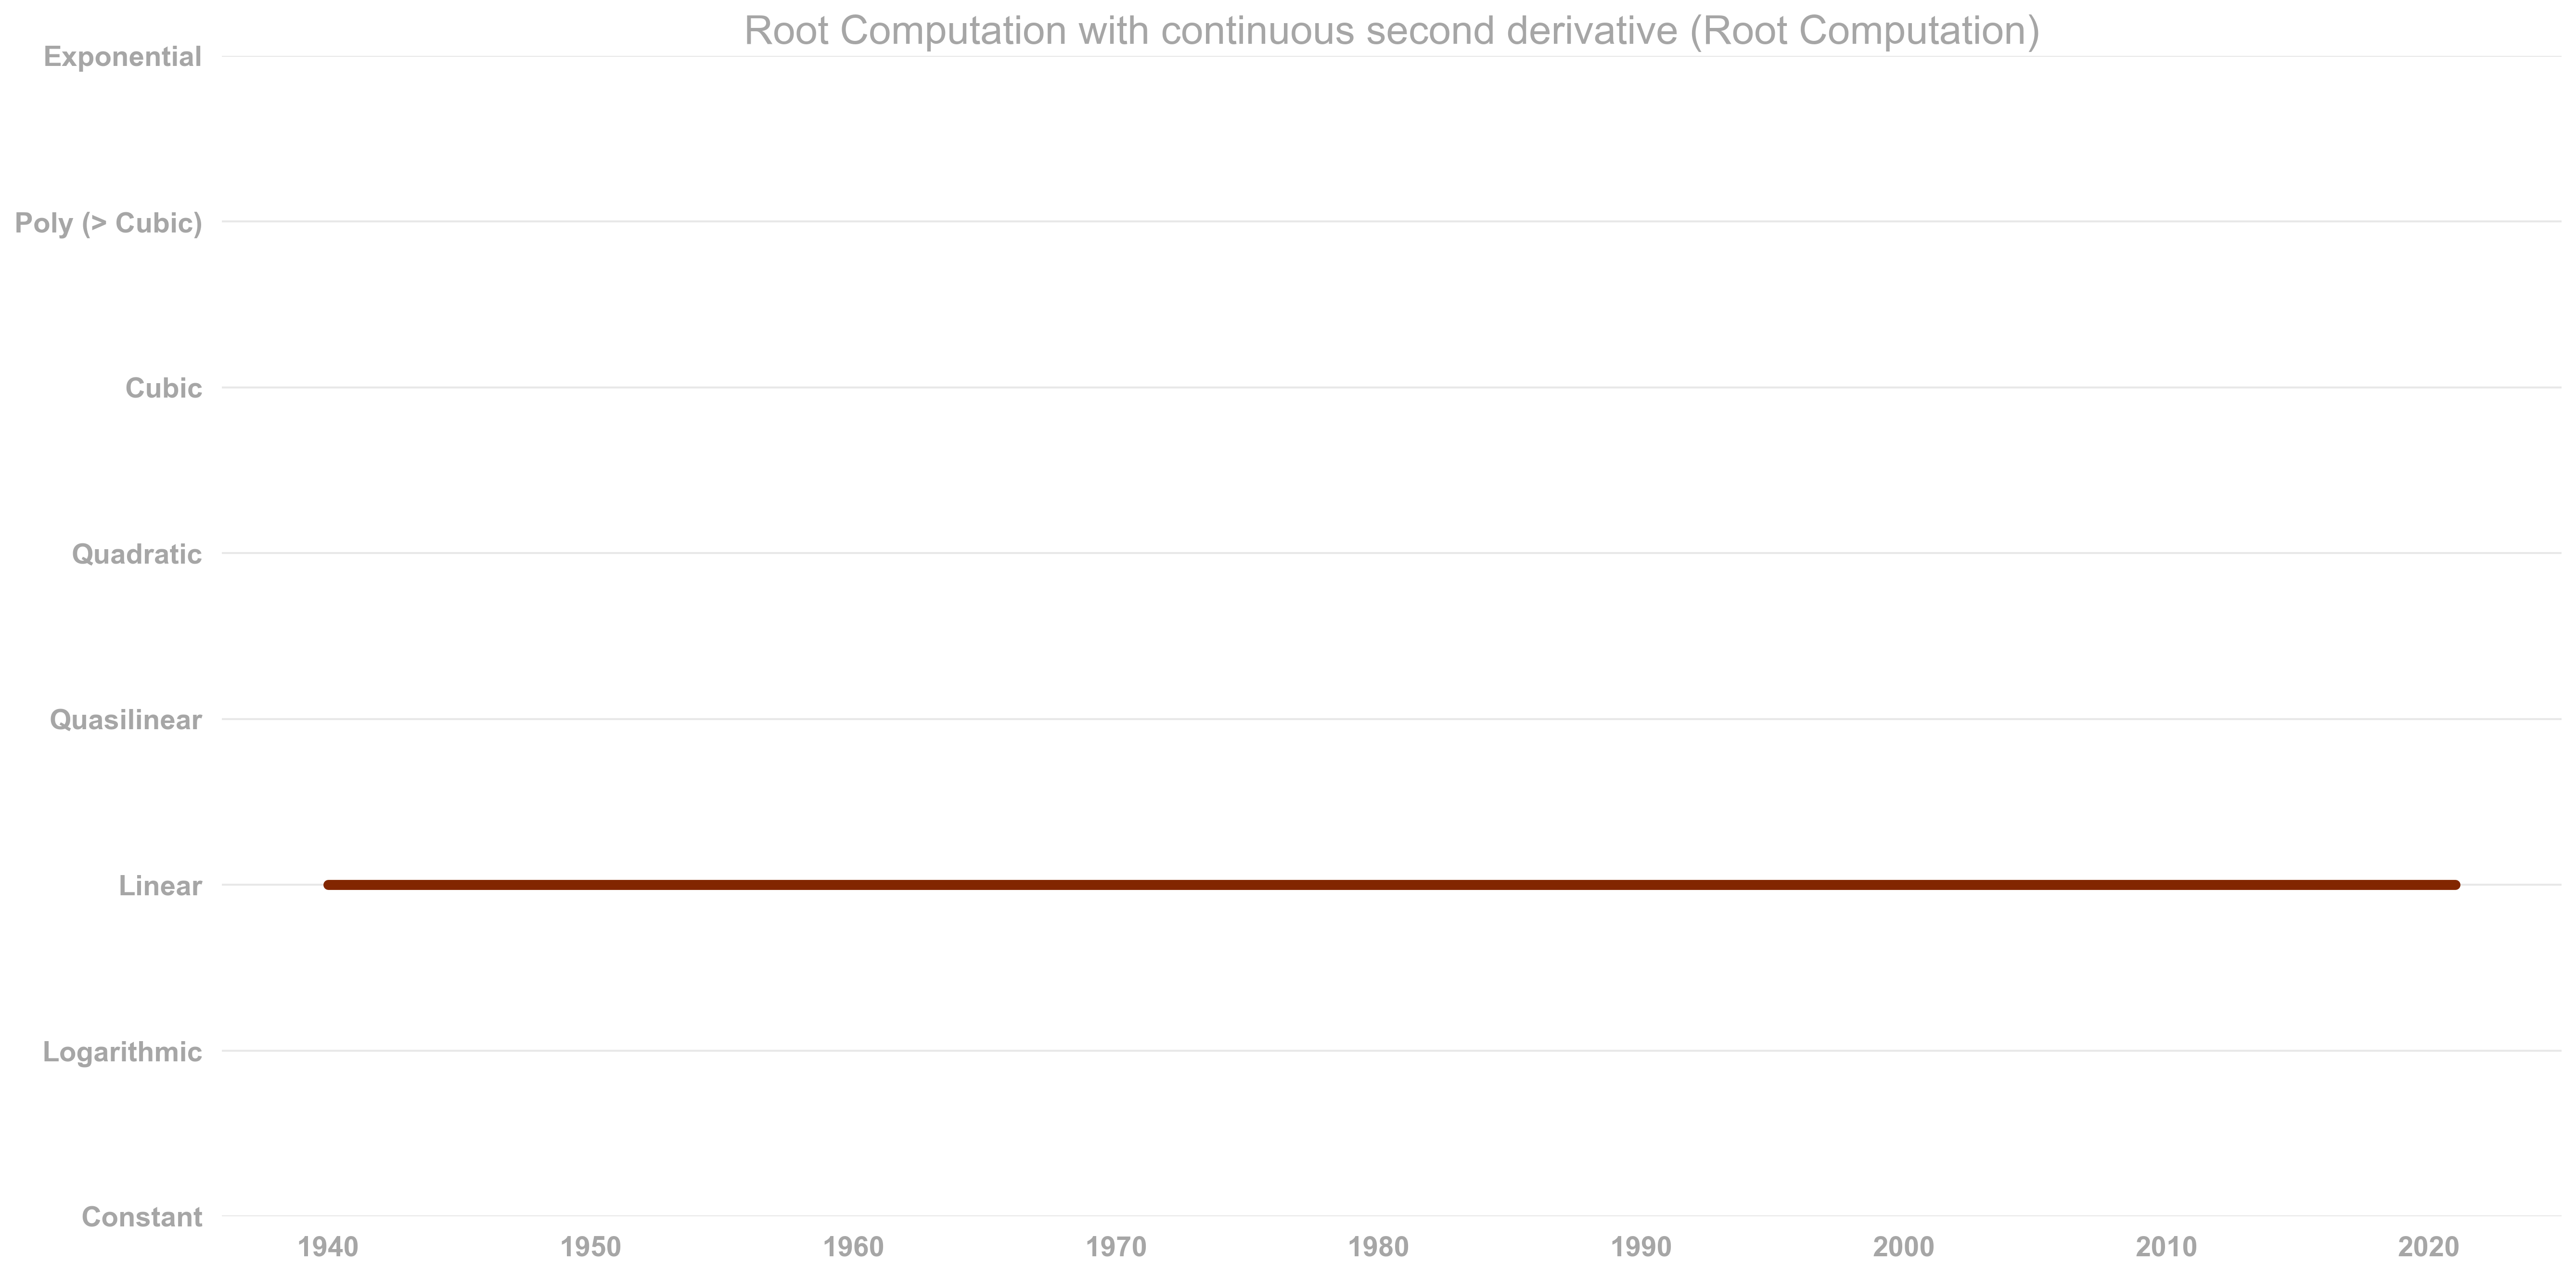 Root Computation with continuous second derivative (Root Computation)
Exponential
Poly (> Cubic)
Cubic
Quadratic
Quasilinear
Linear
Logarithmic
Constant
1940 1950 1960 1970 1980 1990 2000 2010 2020